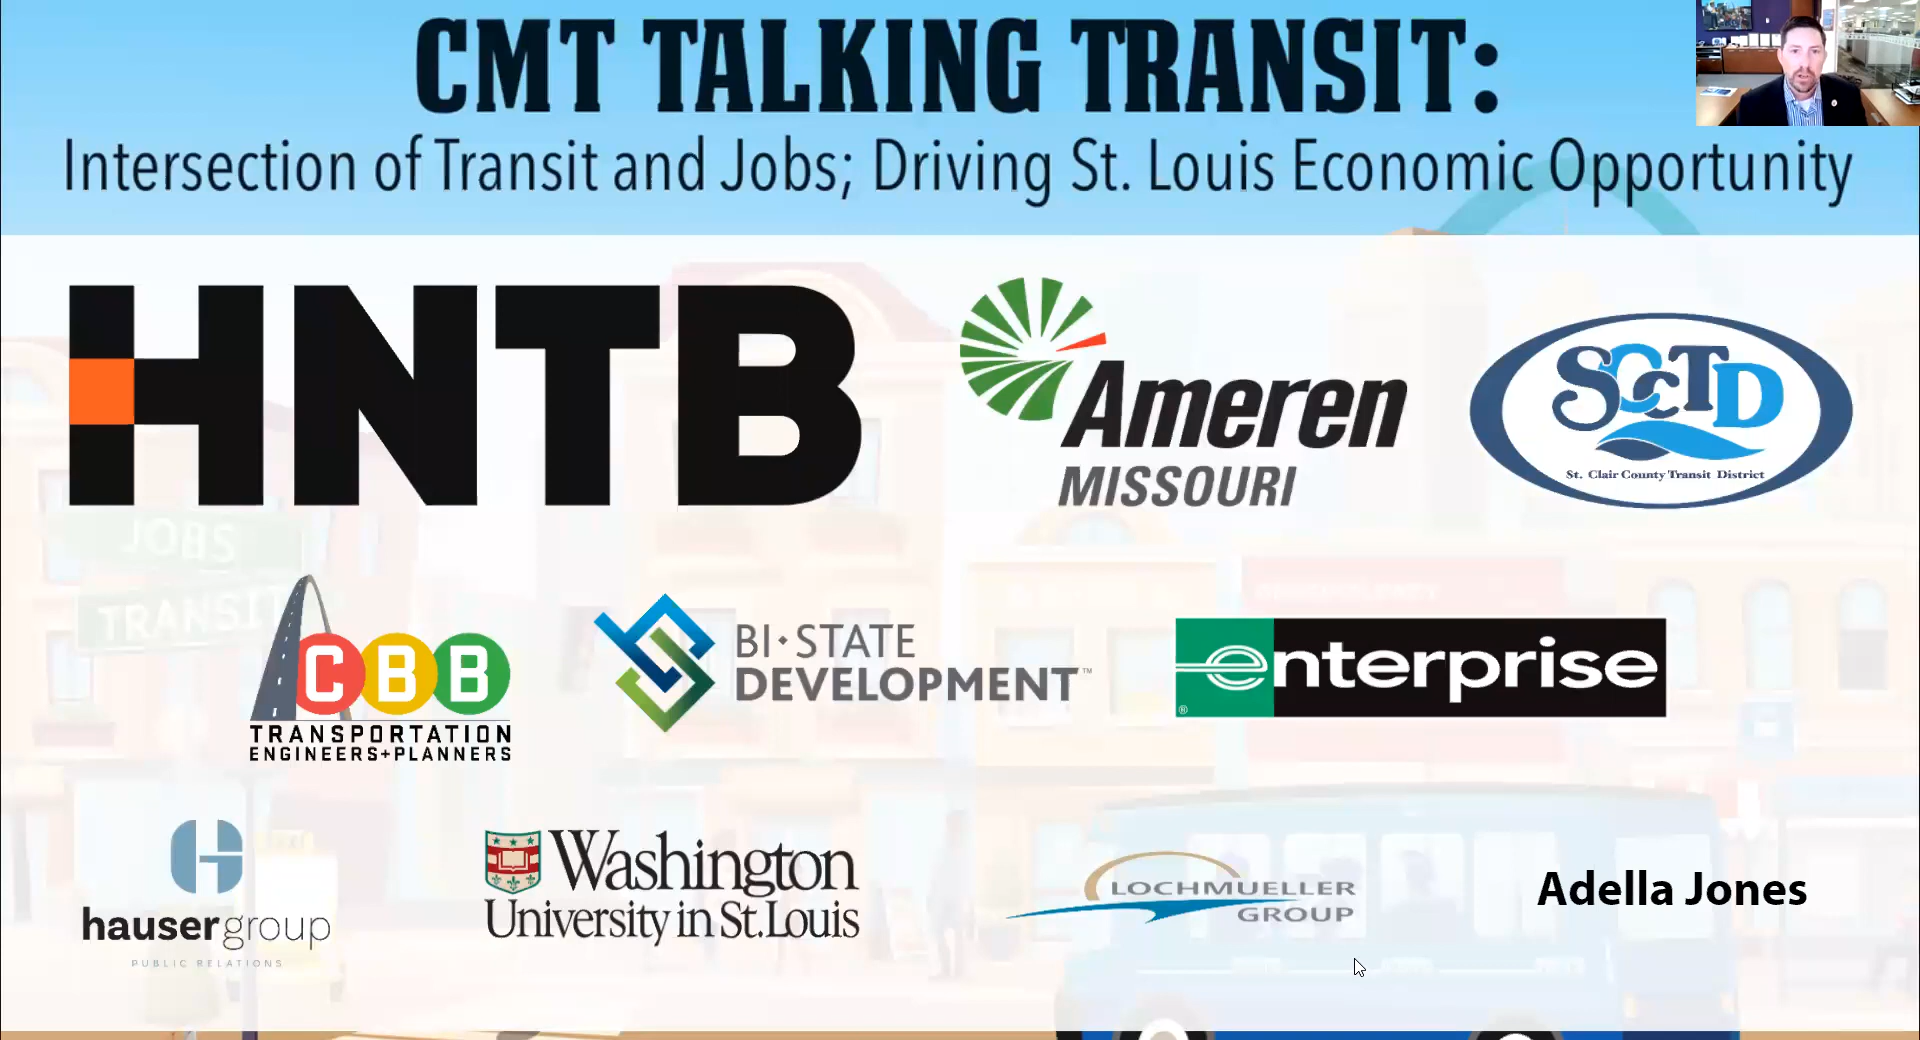 CMT TALKING TRANSIT:
Intersection of Transit and Jobs; Driving St. Louis Economic Opportunity
HNTB
Ameren
MISSOURI
SCCTD
St. Clair County Transit District
JOBS
TRANSIT
CBB
TRANSPORTATION
ENGINEERS+PLANNERS
BI·STATE
DEVELOPMENT™
enterprise
®
hausergroup
PUBLIC RELATIONS
Washington
University in St. Louis
LOCHMUELLER
GROUP
Adella Jones